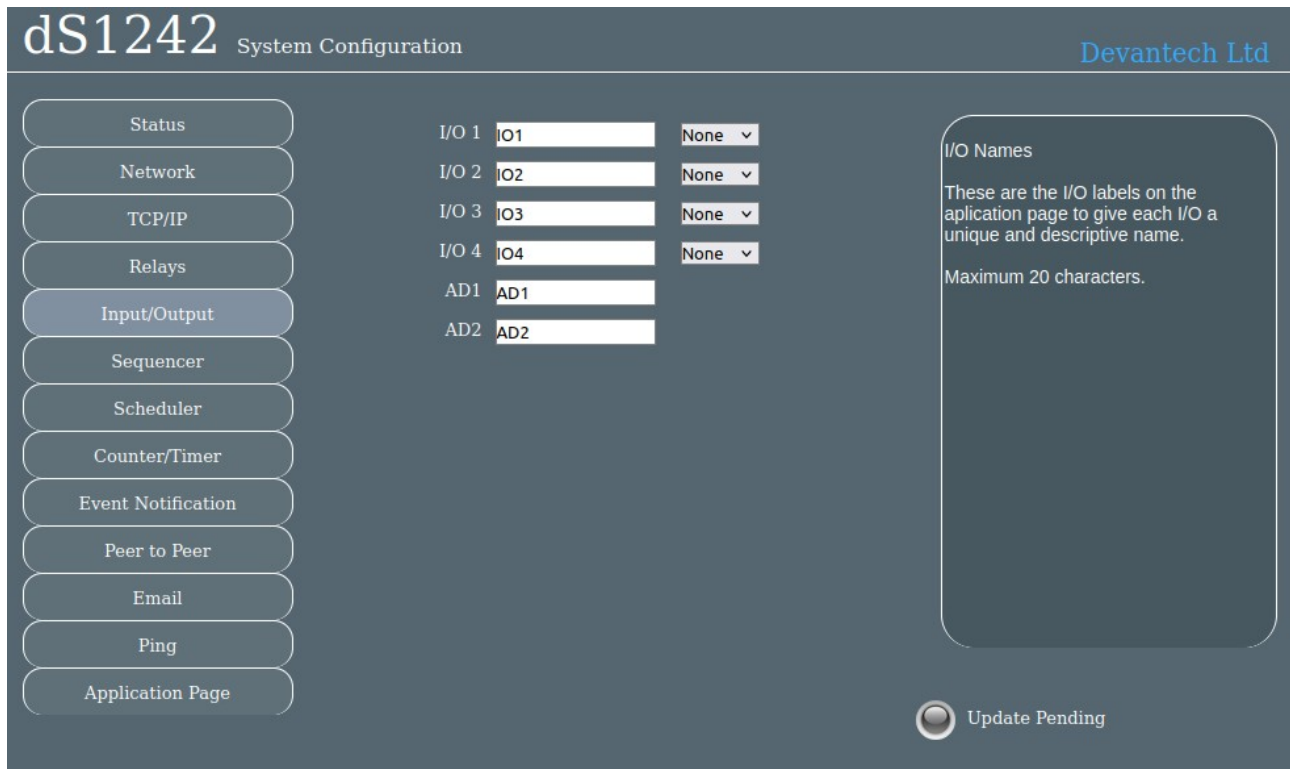 dS1242 System Configuration
Devantech Ltd
Status
Network
TCP/IP
Relays
Input/Output
Sequencer
Scheduler
Counter/Timer
Event Notification
Peer to Peer
Email
Ping
Application Page
I/O 1 IO1 None
I/O 2 IO2 None
I/O 3 IO3 None
I/O 4 IO4 None
AD1 AD1
AD2 AD2
I/O Names
These are the I/O labels on the
aplication page to give each I/O a
unique and descriptive name.
Maximum 20 characters.
Update Pending